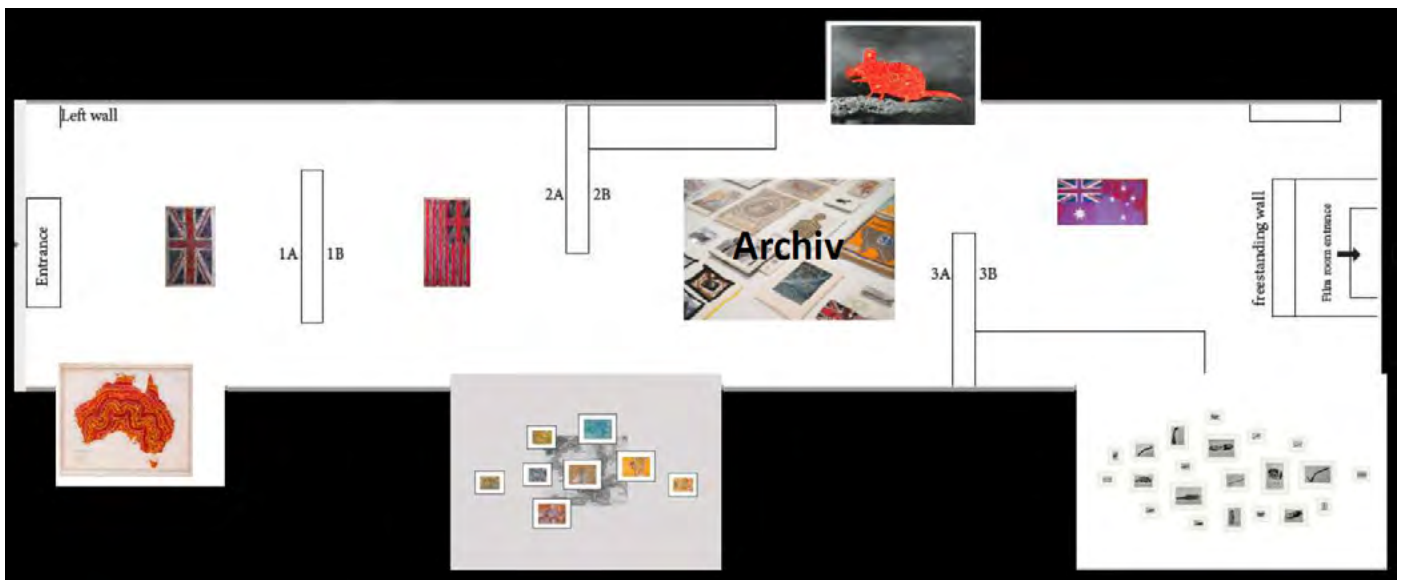 Left wall
Entrance
1A
1B
2A
2B
Archiv
3A
3B
freestanding wall
Film room entrance